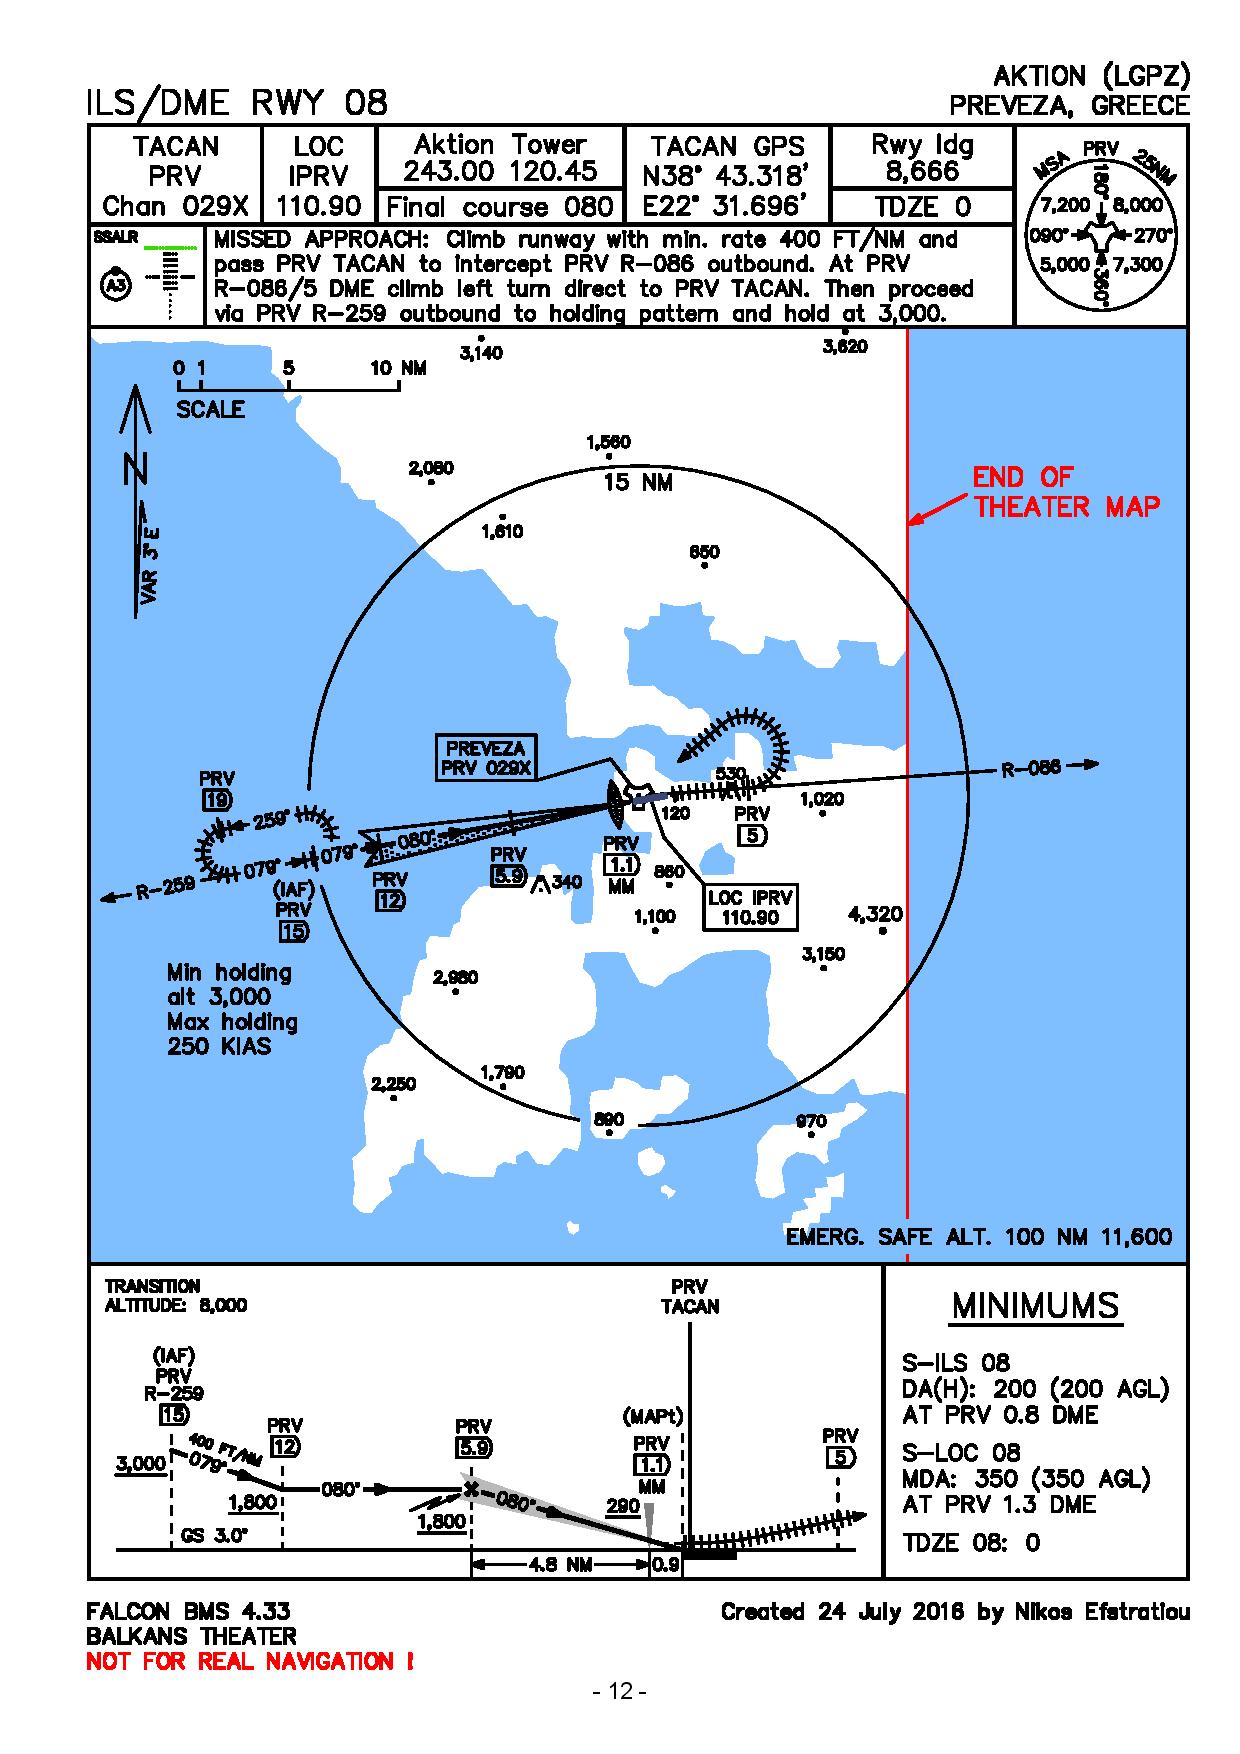 ILS/DME RWY 08
AKTION (LGPZ)
PREVEZA, GREECE
TACAN
PRV
Chan 029X
LOC
IPRV
110.90
Aktion Tower
243.00 120.45
Final course 080
TACAN GPS
N38° 43.318'
E22° 31.696'
Rwy ldg
8,666
TDZE 0
MSA PRV 25NM
180°
7,200 8,000
090° 270°
5,000 7,300
360°
SSALR
A3
MISSED APPROACH: Climb runway with min. rate 400 FT/NM and
pass PRV TACAN to intercept PRV R-086 outbound. At PRV
R-086/5 DME climb left turn direct to PRV TACAN. Then proceed
via PRV R-259 outbound to holding pattern and hold at 3,000.
3,140
3,620
0 1 5 10 NM
SCALE
N
VAR 3°E
1,560
2,080
15 NM
1,610
850
END OF
THEATER MAP
PREVEZA
PRV 029X
530
R-086
PRV
19
259°
1,020
120
PRV
5
080°
079°
079°
R-259
(IAF)
PRV
15
PRV
12
PRV
5.9
340
PRV
1.1
MM
860
LOC IPRV
110.90
1,100
4,320
3,150
Min holding
alt 3,000
Max holding
250 KIAS
2,980
1,790
2,250
890
970
EMERG. SAFE ALT. 100 NM 11,600
TRANSITION
ALTITUDE: 8,000
PRV
TACAN
(IAF)
PRV
R-259
15
PRV
12
PRV
5.9
(MAPt)
PRV
1.1
MM
PRV
5
400 FT/NM
079°
3,000
1,800
080°
080°
1,800
290
GS 3.0°
4.8 NM
0.9
MINIMUMS
S-ILS 08
DA(H): 200 (200 AGL)
AT PRV 0.8 DME
S-LOC 08
MDA: 350 (350 AGL)
AT PRV 1.3 DME
TDZE 08: 0
FALCON BMS 4.33
BALKANS THEATER
NOT FOR REAL NAVIGATION !
Created 24 July 2016 by Nikos Efstratiou
- 12 -